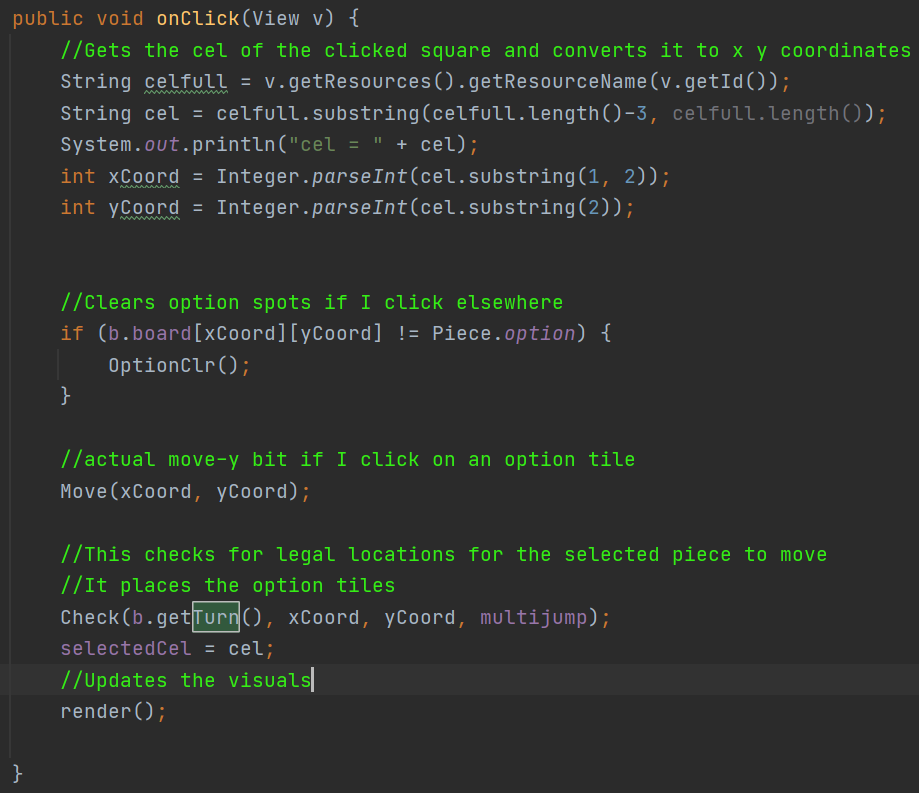 public void onClick(View v) {
    //Gets the cel of the clicked square and converts it to x y coordinates
    String celfull = v.getResources().getResourceName(v.getId());
    String cel = celfull.substring(celfull.length()-3, celfull.length());
    System.out.println("cel = " + cel);
    int xCoord = Integer.parseInt(cel.substring(1, 2));
    int yCoord = Integer.parseInt(cel.substring(2));
    //Clears option spots if I click elsewhere
    if (b.board[xCoord][yCoord] != Piece.option) {
        OptionClr();
    }
    //actual move-y bit if I click on an option tile
    Move(xCoord, yCoord);
    //This checks for legal locations for the selected piece to move
    //It places the option tiles
    Check(b.getTurn(), xCoord, yCoord, multijump);
    selectedCel = cel;
    //Updates the visuals
    render();
}